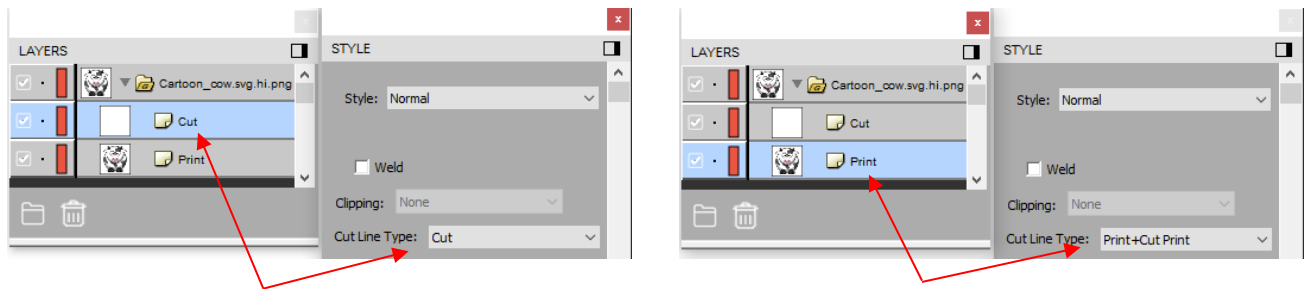 x
LAYERS
Cartoon_cow.svg.hi.png
Cut
Print
x
STYLE
Style: Normal
Weld
Clipping: None
Cut Line Type: Cut
x
LAYERS
Cartoon_cow.svg.hi.png
Cut
Print
x
STYLE
Style: Normal
Weld
Clipping: None
Cut Line Type: Print+Cut Print